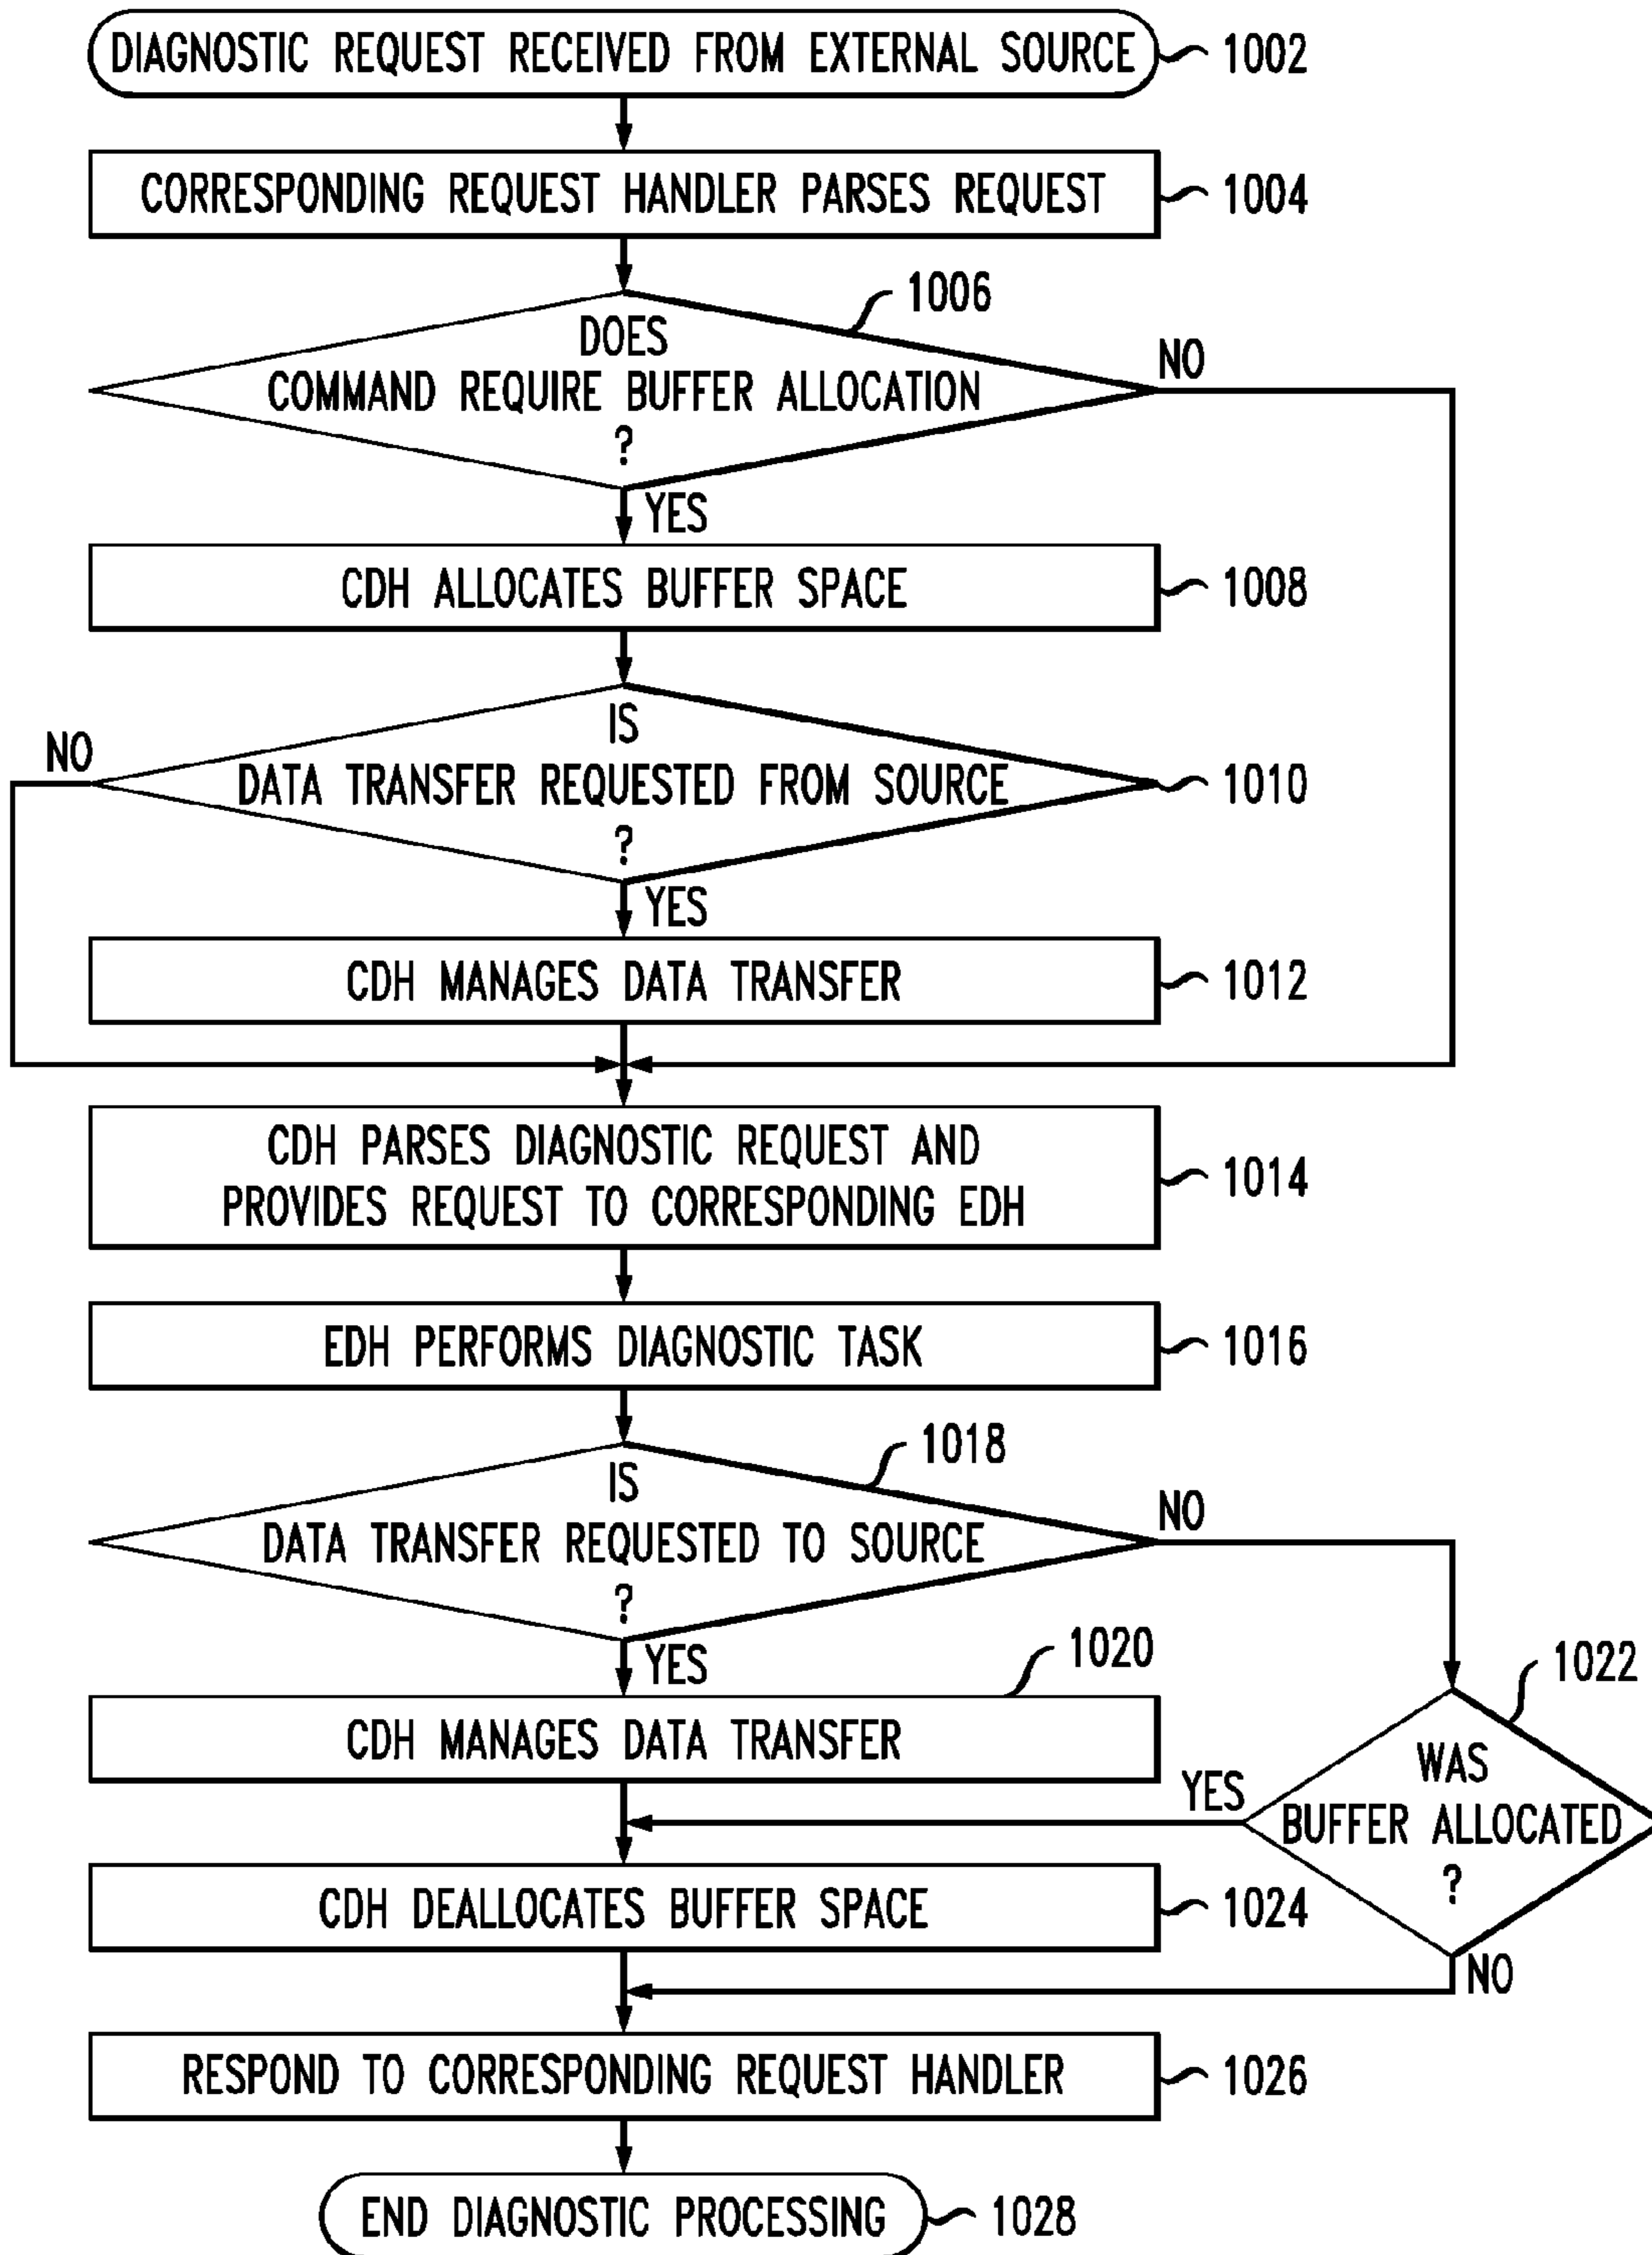 DIAGNOSTIC REQUEST RECEIVED FROM EXTERNAL SOURCE
1002
CORRESPONDING REQUEST HANDLER PARSES REQUEST
1004
1006
DOES
COMMAND REQUIRE BUFFER ALLOCATION
?
NO
YES
CDH ALLOCATES BUFFER SPACE
1008
IS
DATA TRANSFER REQUESTED FROM SOURCE
?
NO
1010
YES
CDH MANAGES DATA TRANSFER
1012
CDH PARSES DIAGNOSTIC REQUEST AND
PROVIDES REQUEST TO CORRESPONDING EDH
1014
EDH PERFORMS DIAGNOSTIC TASK
1016
1018
IS
DATA TRANSFER REQUESTED TO SOURCE
?
NO
YES
1020
CDH MANAGES DATA TRANSFER
1022
WAS
BUFFER ALLOCATED
?
YES
CDH DEALLOCATES BUFFER SPACE
1024
NO
RESPOND TO CORRESPONDING REQUEST HANDLER
1026
END DIAGNOSTIC PROCESSING
1028